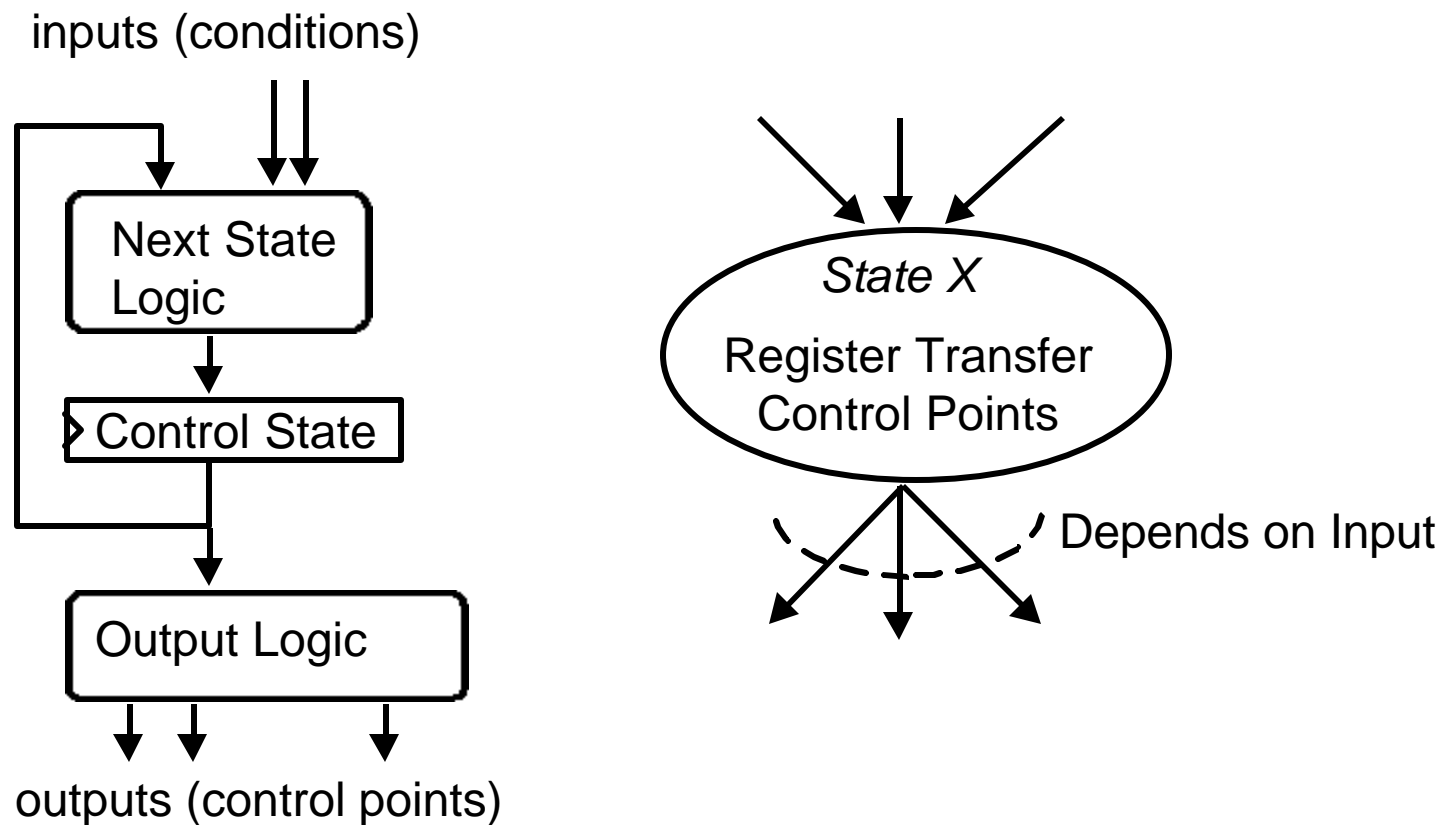 inputs (conditions)
Next State
Logic
Control State
Output Logic
outputs (control points)
State X
Register Transfer
Control Points
Depends on Input